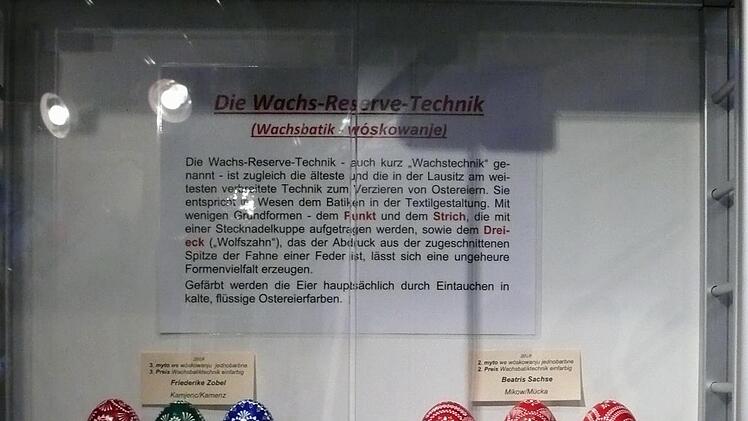 Die Wachs-Reserve-Technik
(Wachsbatik - wóskowanje)
Die Wachs-Reserve-Technik - auch kurz „Wachstechnik“ ge-
nannt - ist zugleich die älteste und die in der Lausitz am wei-
testen verbreitete Technik zum Verzieren von Ostereiern. Sie
entspricht im Wesen dem Batiken in der Textilgestaltung. Mit
wenigen Grundformen - dem Punkt und dem Strich, die mit
einer Stecknadelkuppe aufgetragen werden, sowie dem Drei-
eck („Wolfszahn“), das der Abdruck aus der zugeschnittenen
Spitze der Fahne einer Feder ist, lässt sich eine ungeheure
Formenvielfalt erzeugen.
Gefärbt werden die Eier hauptsächlich durch Eintauchen in
kalte, flüssige Ostereierfarben.
3. myto we wóskowanju jednobarbne
3. Preis Wachsbatiktechnik einfarbig
Friederike Zobel
Kamjenc/Kamenz
2. myto we wóskowanju jednobarbne
2. Preis Wachsbatiktechnik einfarbig
Beatris Sachse
Mikow/Mücka